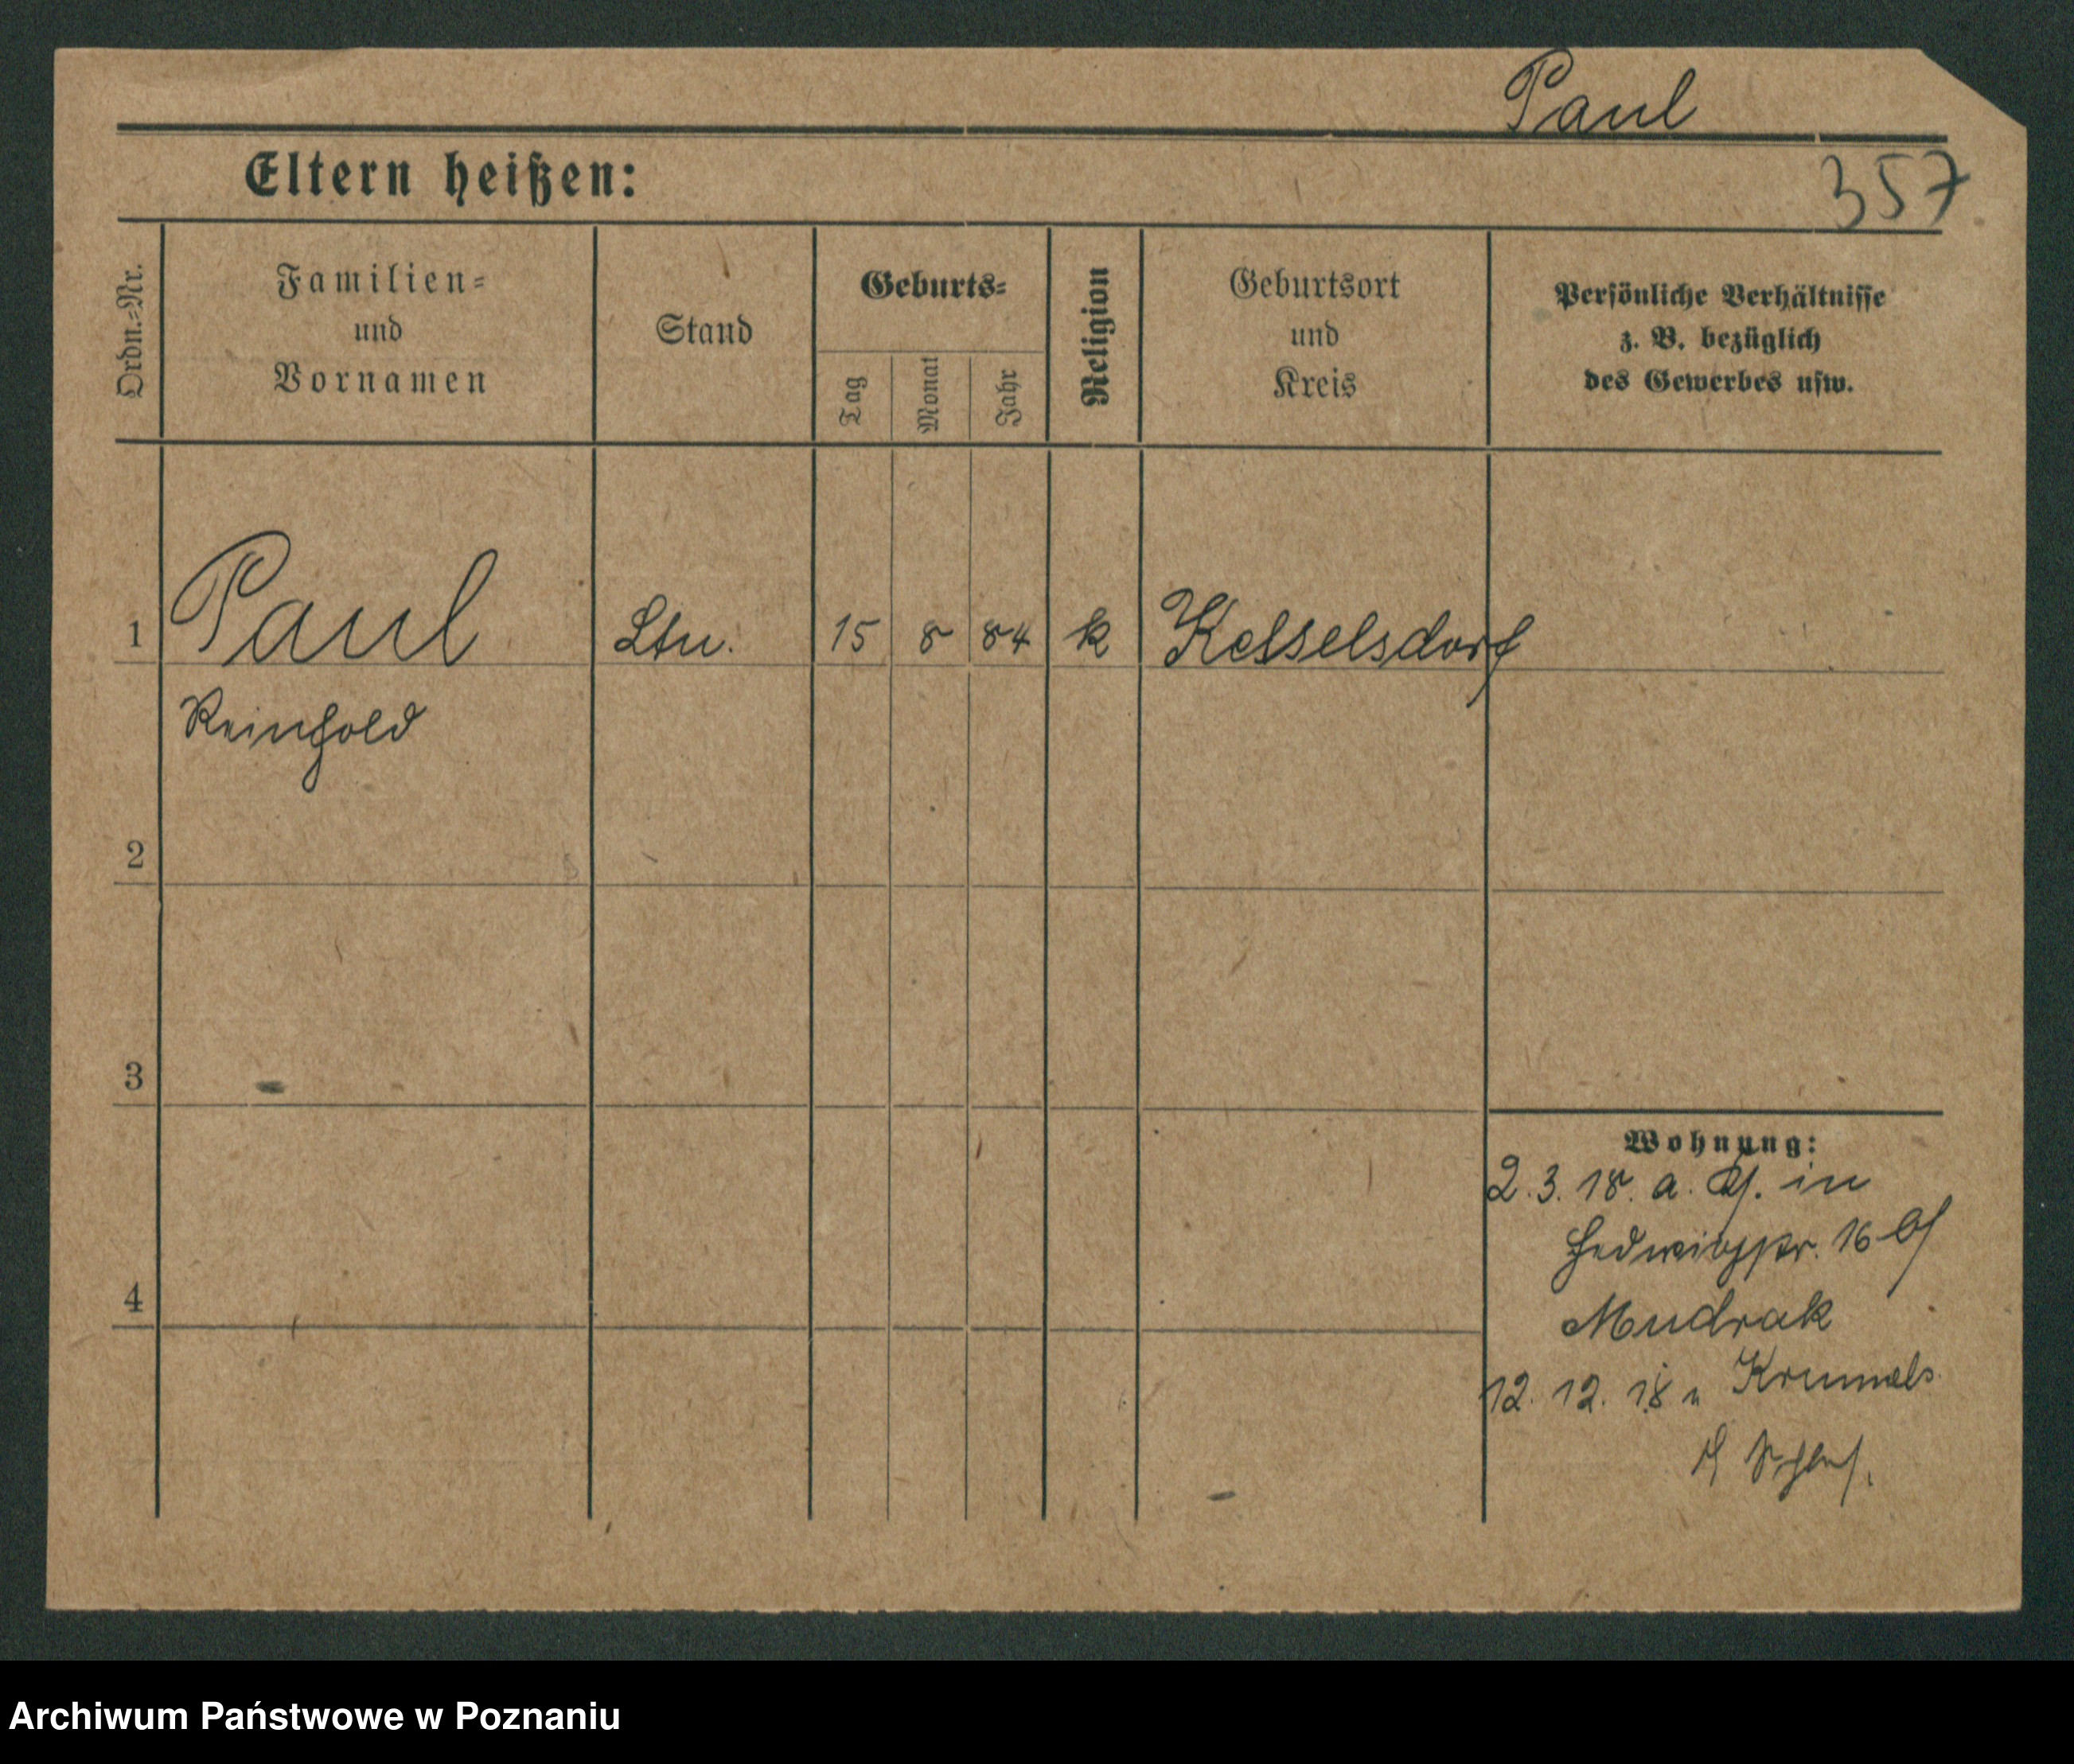 Paul
Eltern heißen:
357
Ordn.-Nr.
Familien-
und
Vornamen
Stand
Geburts-
Tag
Monat
Jahr
Religion
Geburtsort
und
Kreis
Persönliche Verhältnisse
z. B. bezüglich
des Gewerbes usw.
1 Paul Ltn. 15 8 84 k Kesselsdorf
Reinhold
2
3
4
Wohnung:
2.3.18. a. in
Hedwigstr. 16
Mudrak
12. 12. 18 n
Archiwum Państwowe w Poznaniu